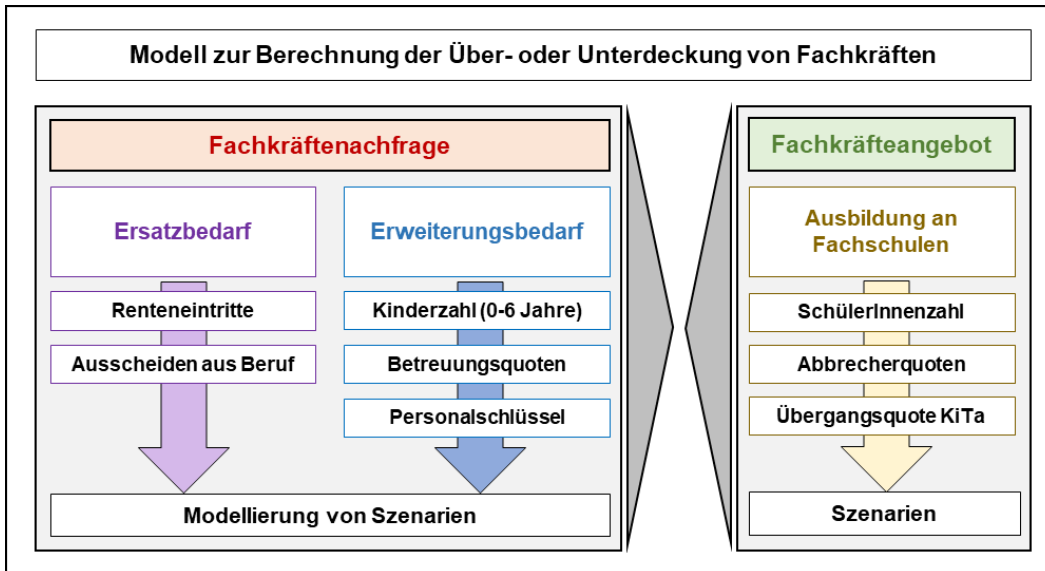 Modell zur Berechnung der Über- oder Unterdeckung von Fachkräften
Fachkräftenachfrage
Ersatzbedarf
Renteneintritte
Ausscheiden aus Beruf
Erweiterungsbedarf
Kinderzahl (0-6 Jahre)
Betreuungsquoten
Personalschlüssel
Modellierung von Szenarien
Fachkräfteangebot
Ausbildung an
Fachschulen
SchülerInnenzahl
Abbrecherquoten
Übergangsquote KiTa
Szenarien